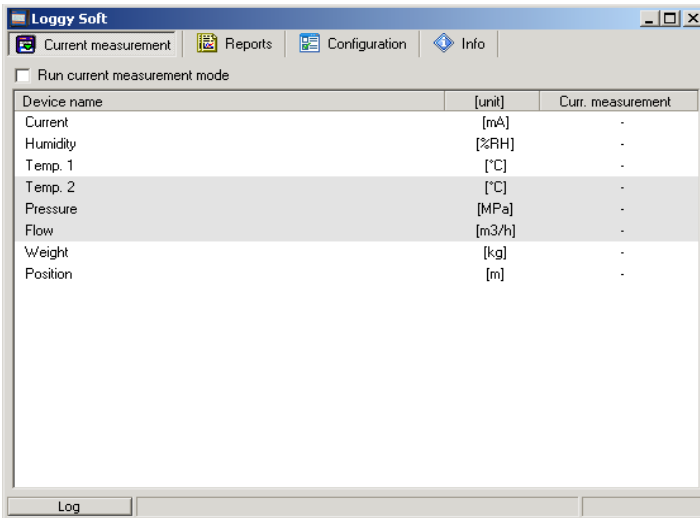 Loggy Soft
Current measurement Reports Configuration Info
Run current measurement mode
Device name [unit] Curr. measurement
Current [mA] -
Humidity [%RH] -
Temp. 1 [°C] -
Temp. 2 [°C] -
Pressure [MPa] -
Flow [m3/h] -
Weight [kg] -
Position [m] -
Log